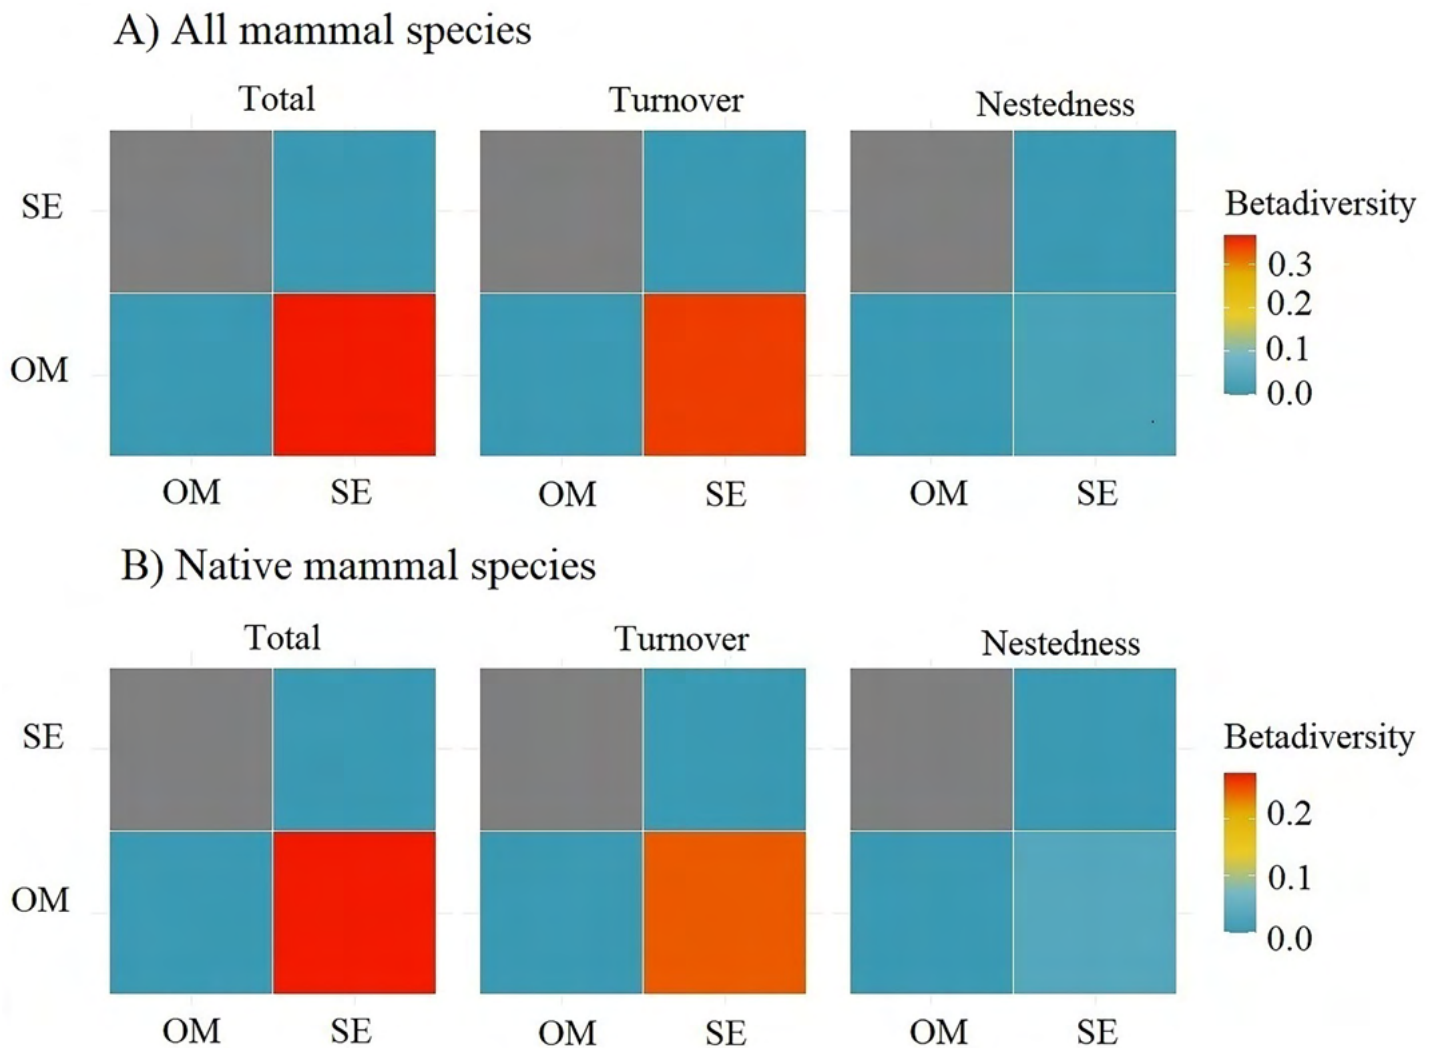 A) All mammal species
Total Turnover Nestedness
SE
OM
OM SE OM SE OM SE
Betadiversity
0.3
0.2
0.1
0.0
B) Native mammal species
Total Turnover Nestedness
SE
OM
OM SE OM SE OM SE
Betadiversity
0.2
0.1
0.0